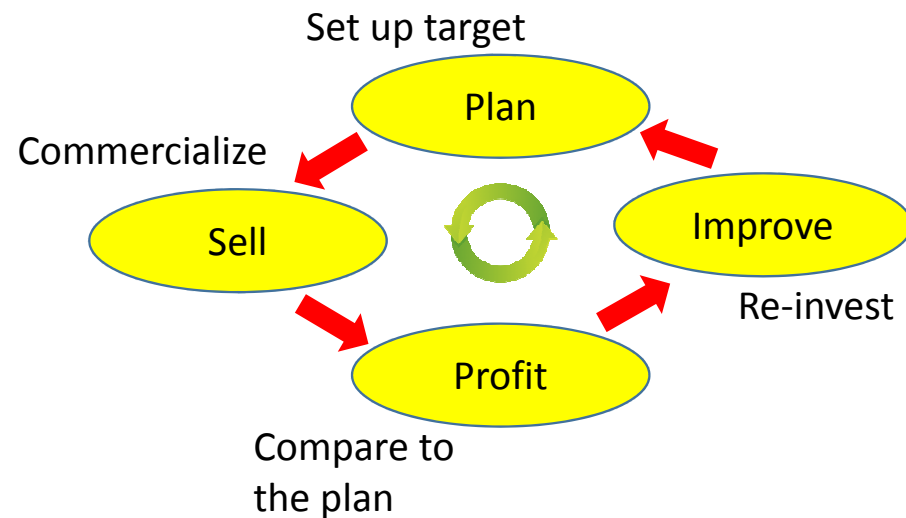 Set up target
Plan
Commercialize
Sell
Improve
Re-invest
Profit
Compare to
the plan